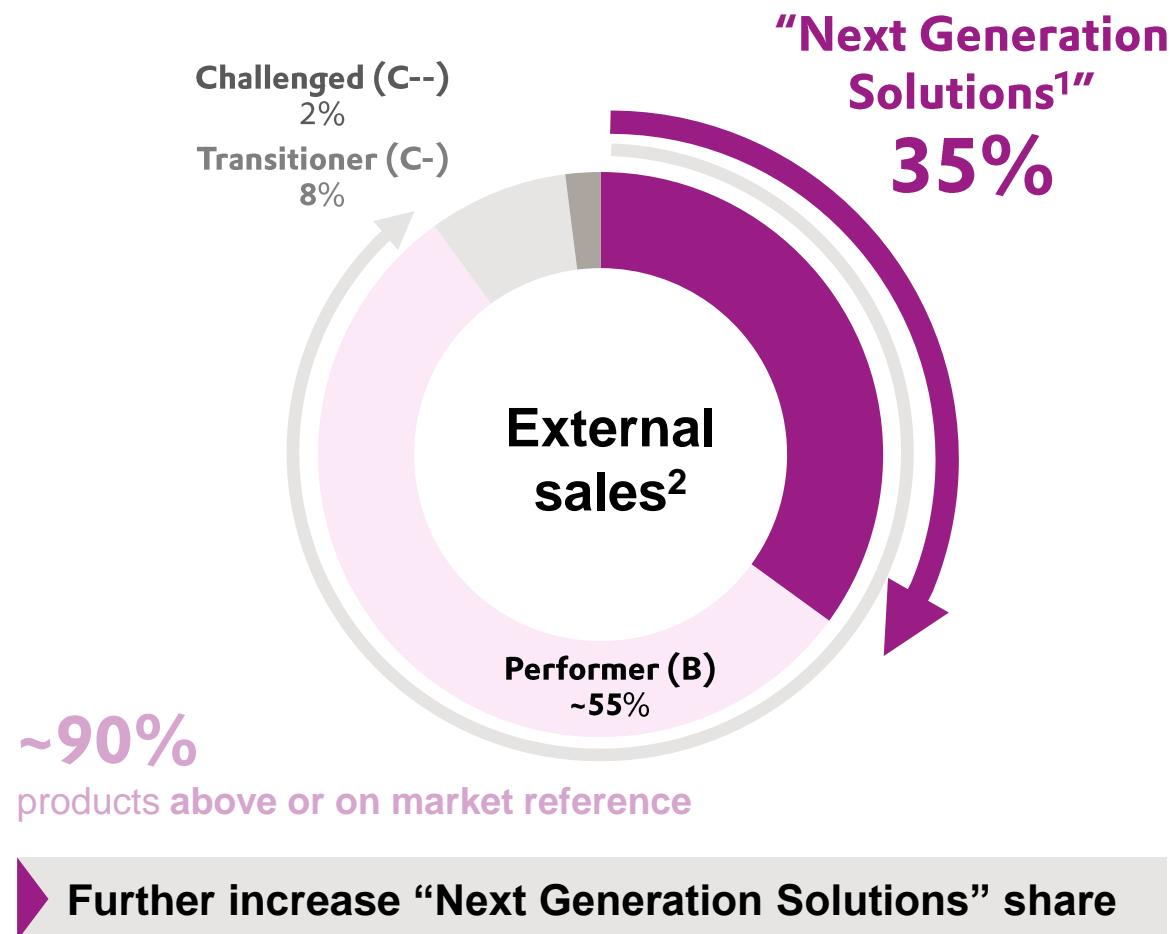 “Next Generation
Solutions¹”
35%
Challenged (C--)
2%
Transitioner (C-)
8%
External
sales²
Performer (B)
~55%
~90%
products above or on market reference
Further increase “Next Generation Solutions” share